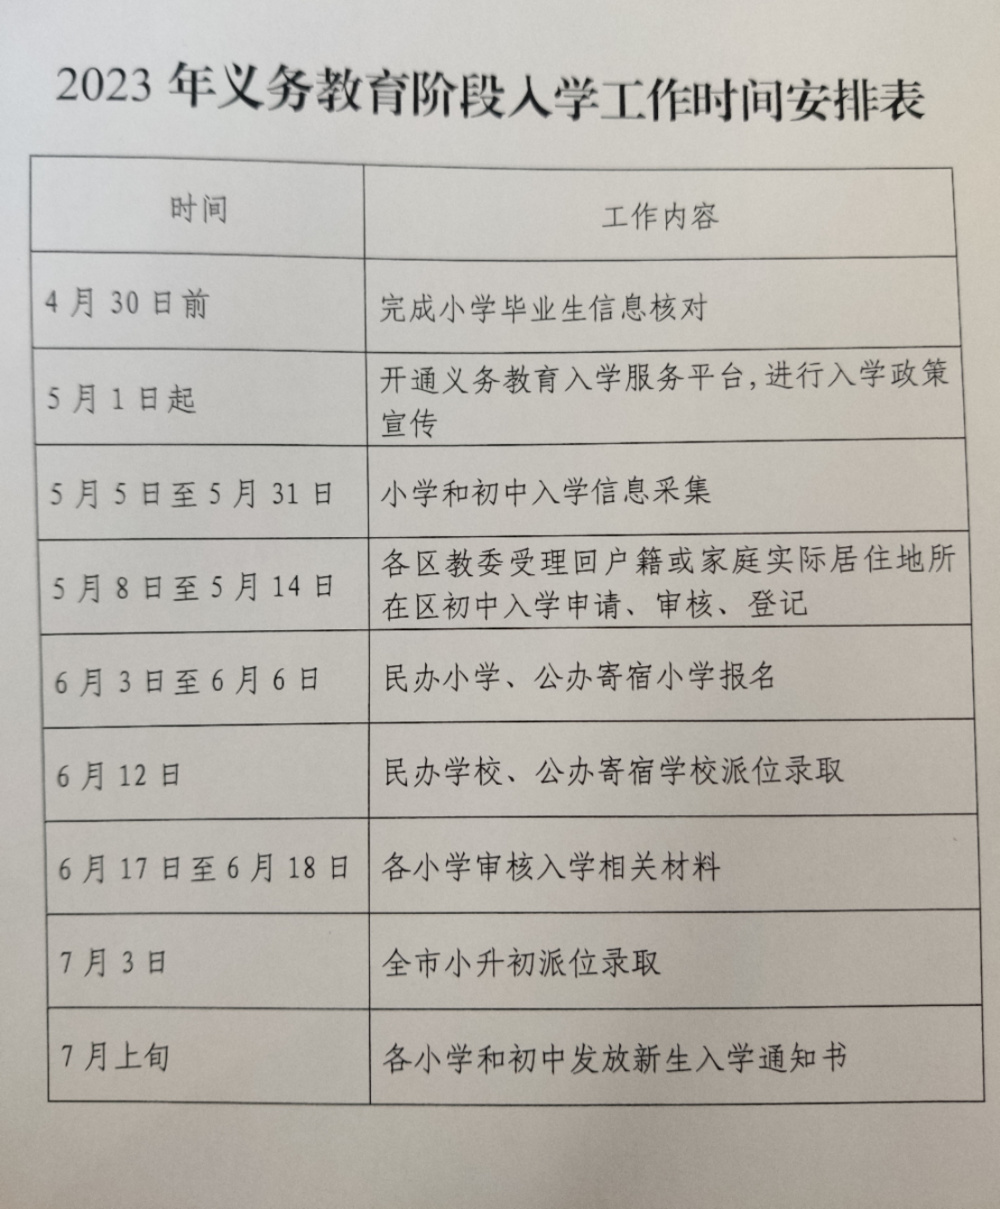 2023 年义务教育阶段入学工作时间安排表
时间
工作内容
4 月 30 日前
完成小学毕业生信息核对
5 月 1 日起
开通义务教育入学服务平台,进行入学政策
宣传
5 月 5 日至 5 月 31 日
小学和初中入学信息采集
5 月 8 日至 5 月 14 日
各区教委受理回户籍或家庭实际居住地所
在区初中入学申请、审核、登记
6 月 3 日至 6 月 6 日
民办小学、公办寄宿小学报名
6 月 12 日
民办学校、公办寄宿学校派位录取
6 月 17 日至 6 月 18 日
各小学审核入学相关材料
7 月 3 日
全市小升初派位录取
7 月上旬
各小学和初中发放新生入学通知书